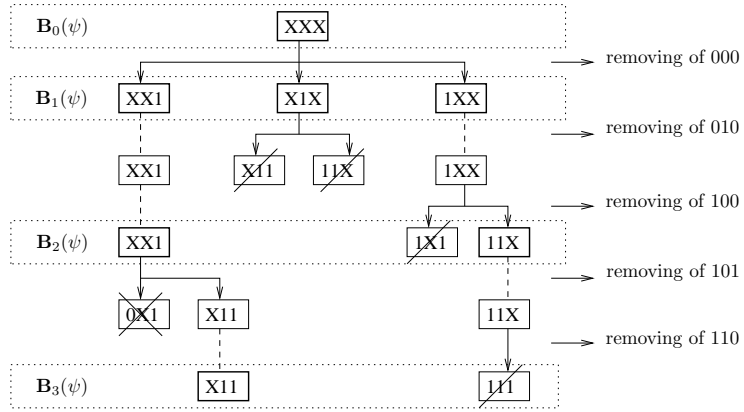 B₀(ψ) XXX
removing of 000
B₁(ψ) XX1 X1X 1XX
removing of 010
XX1 X11 11X 1XX
removing of 100
B₂(ψ) XX1 1X1 11X
removing of 101
0X1 X11 11X
removing of 110
B₃(ψ) X11 111